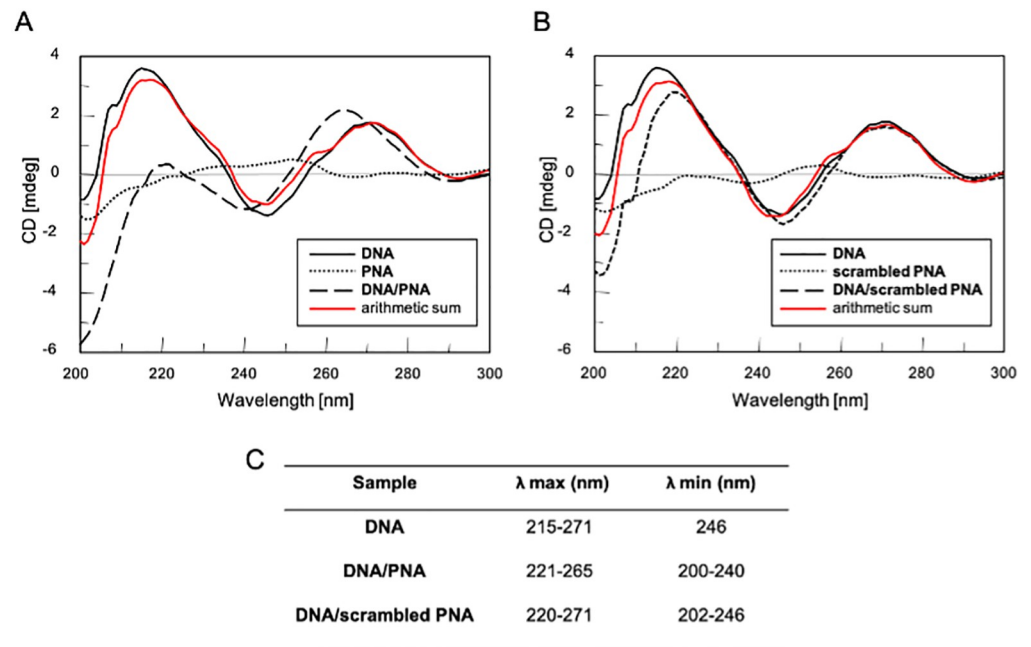 A
4
2
0
-2
-4
-6
CD [mdeg]
DNA
PNA
DNA/PNA
arithmetic sum
200 220 240 260 280 300
Wavelength [nm]
B
4
2
0
-2
-4
-6
CD [mdeg]
DNA
scrambled PNA
DNA/scrambled PNA
arithmetic sum
200 220 240 260 280 300
Wavelength [nm]
C
Sample λ max (nm) λ min (nm)
DNA 215-271 246
DNA/PNA 221-265 200-240
DNA/scrambled PNA 220-271 202-246